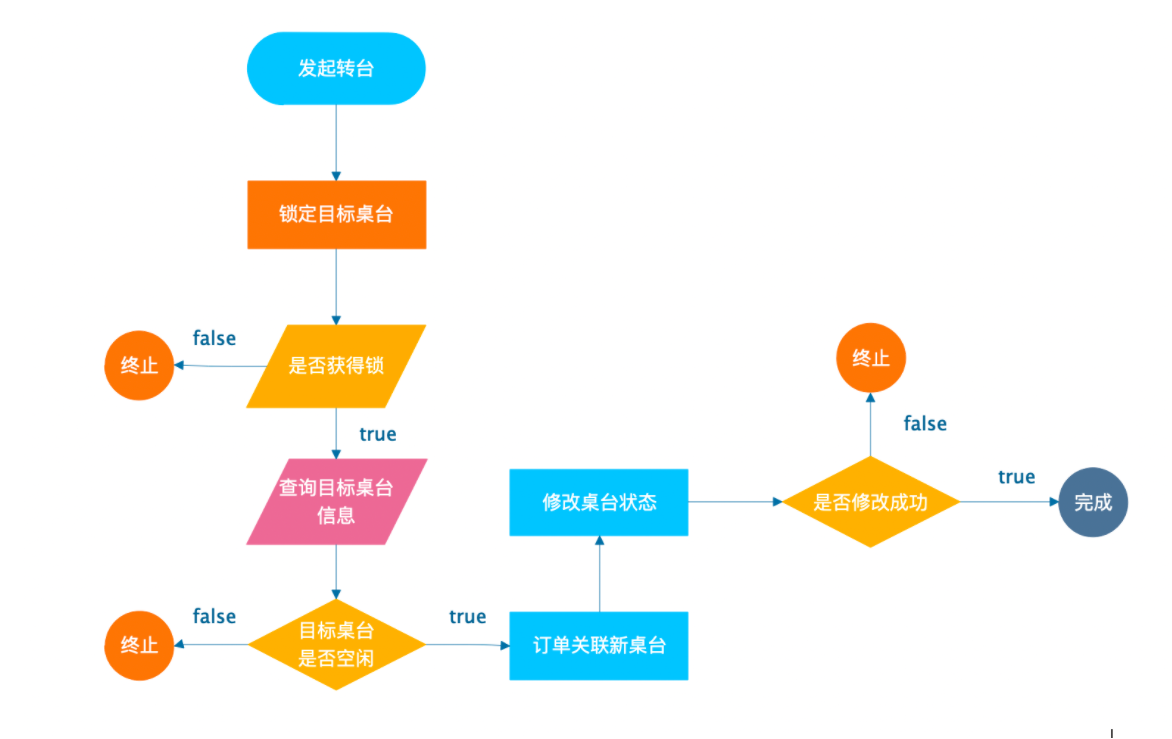 发起转台
锁定目标桌台
false
终止
是否获得锁
true
查询目标桌台
信息
false
终止
目标桌台
是否空闲
true
订单关联新桌台
修改桌台状态
是否修改成功
false
终止
true
完成